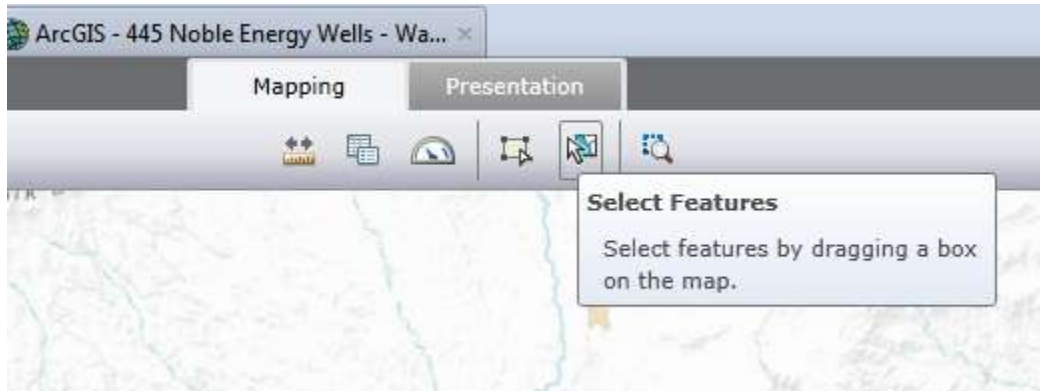 ArcGIS - 445 Noble Energy Wells - Wa...
Mapping
Presentation
Select Features
Select features by dragging a box
on the map.